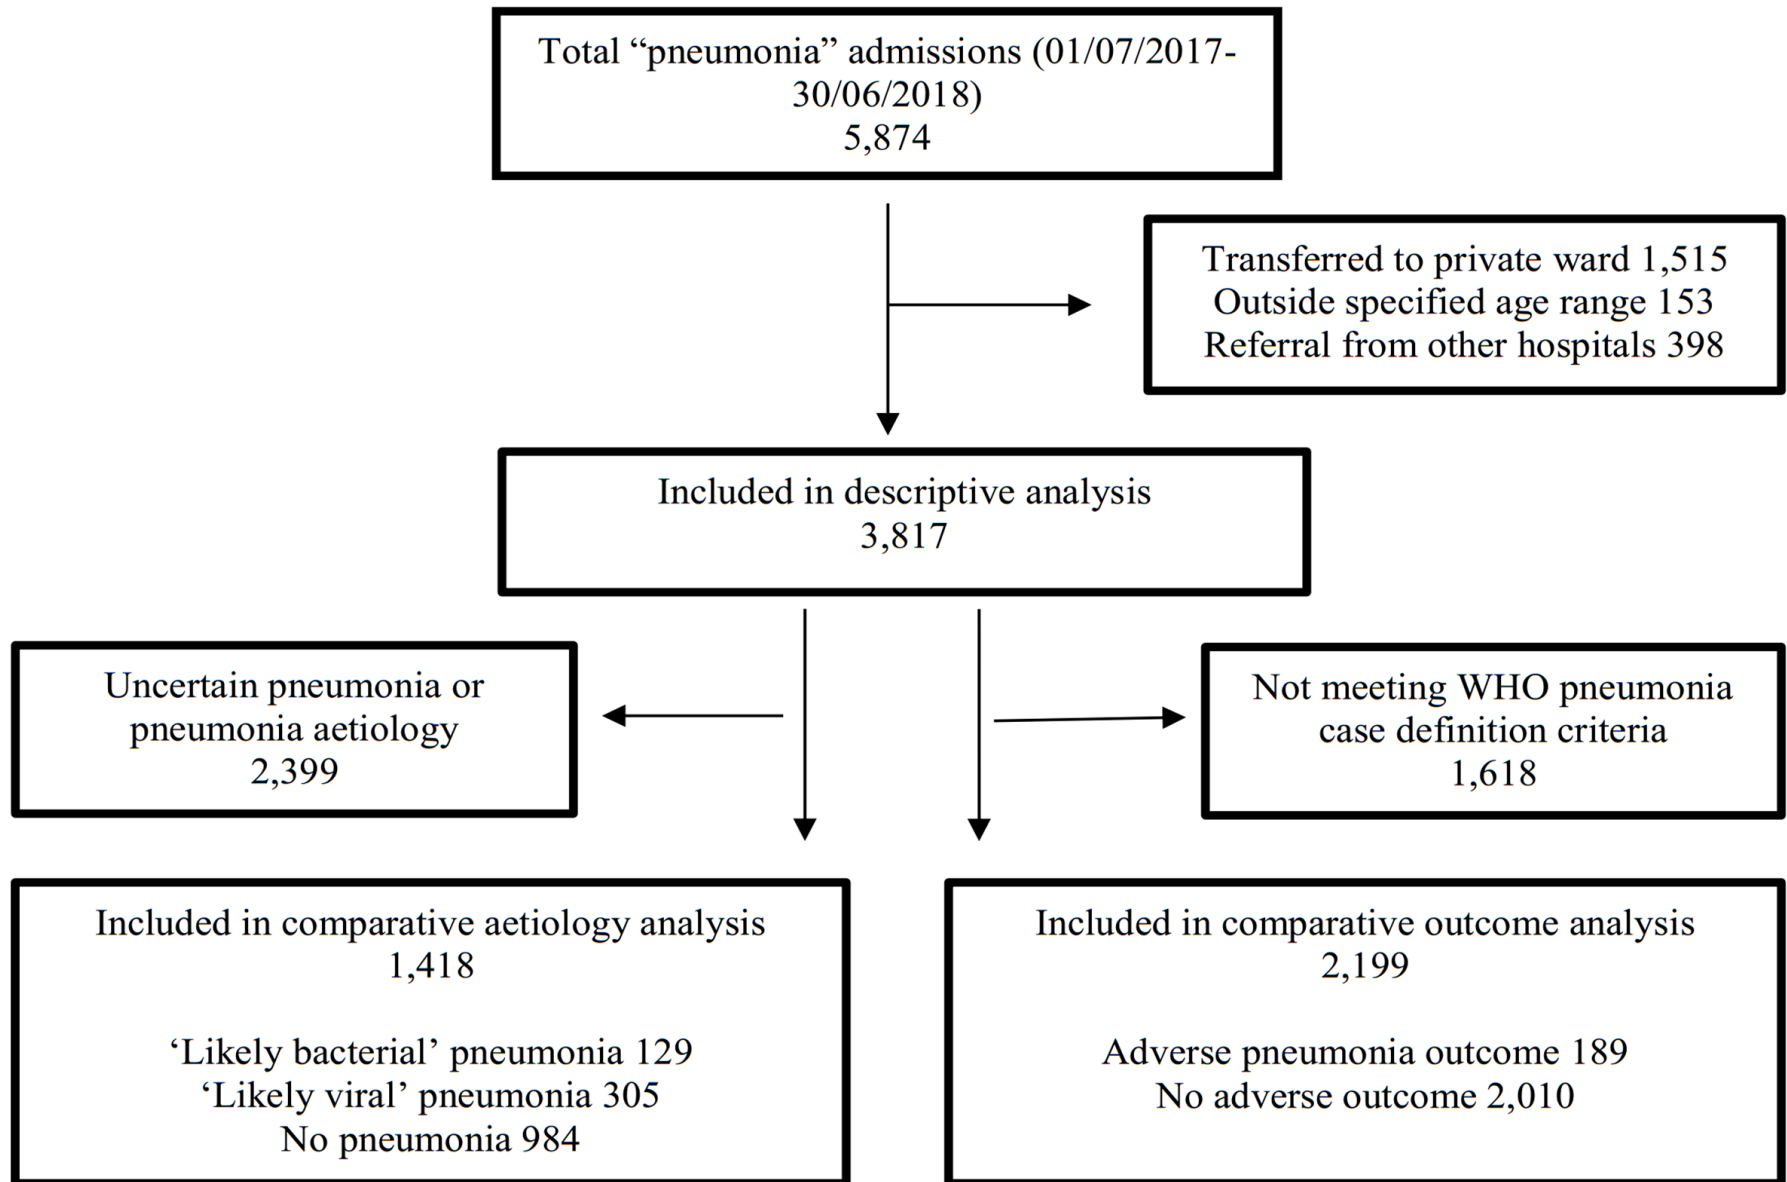 Total “pneumonia” admissions (01/07/2017-
30/06/2018)
5,874
Transferred to private ward 1,515
Outside specified age range 153
Referral from other hospitals 398
Included in descriptive analysis
3,817
Uncertain pneumonia or
pneumonia aetiology
2,399
Not meeting WHO pneumonia
case definition criteria
1,618
Included in comparative aetiology analysis
1,418
‘Likely bacterial’ pneumonia 129
‘Likely viral’ pneumonia 305
No pneumonia 984
Included in comparative outcome analysis
2,199
Adverse pneumonia outcome 189
No adverse outcome 2,010